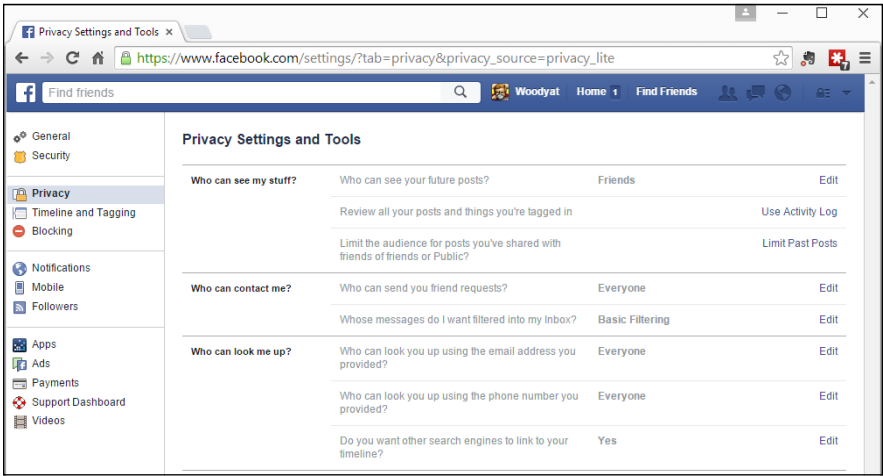 Privacy Settings and Tools
https://www.facebook.com/settings/?tab=privacy&privacy_source=privacy_lite
7
f
Find friends
Woodyat Home 1 Find Friends
General
Security
Privacy
Timeline and Tagging
Blocking
Notifications
Mobile
Followers
Apps
Ads
Payments
Support Dashboard
Videos
Privacy Settings and Tools
Who can see my stuff? Who can see your future posts? Friends Edit
Review all your posts and things you're tagged in Use Activity Log
Limit the audience for posts you've shared with Limit Past Posts
friends of friends or Public?
Who can contact me? Who can send you friend requests? Everyone Edit
Whose messages do I want filtered into my Inbox? Basic Filtering Edit
Who can look me up? Who can look you up using the email address you Everyone Edit
provided?
Who can look you up using the phone number you Everyone Edit
provided?
Do you want other search engines to link to your Yes Edit
timeline?